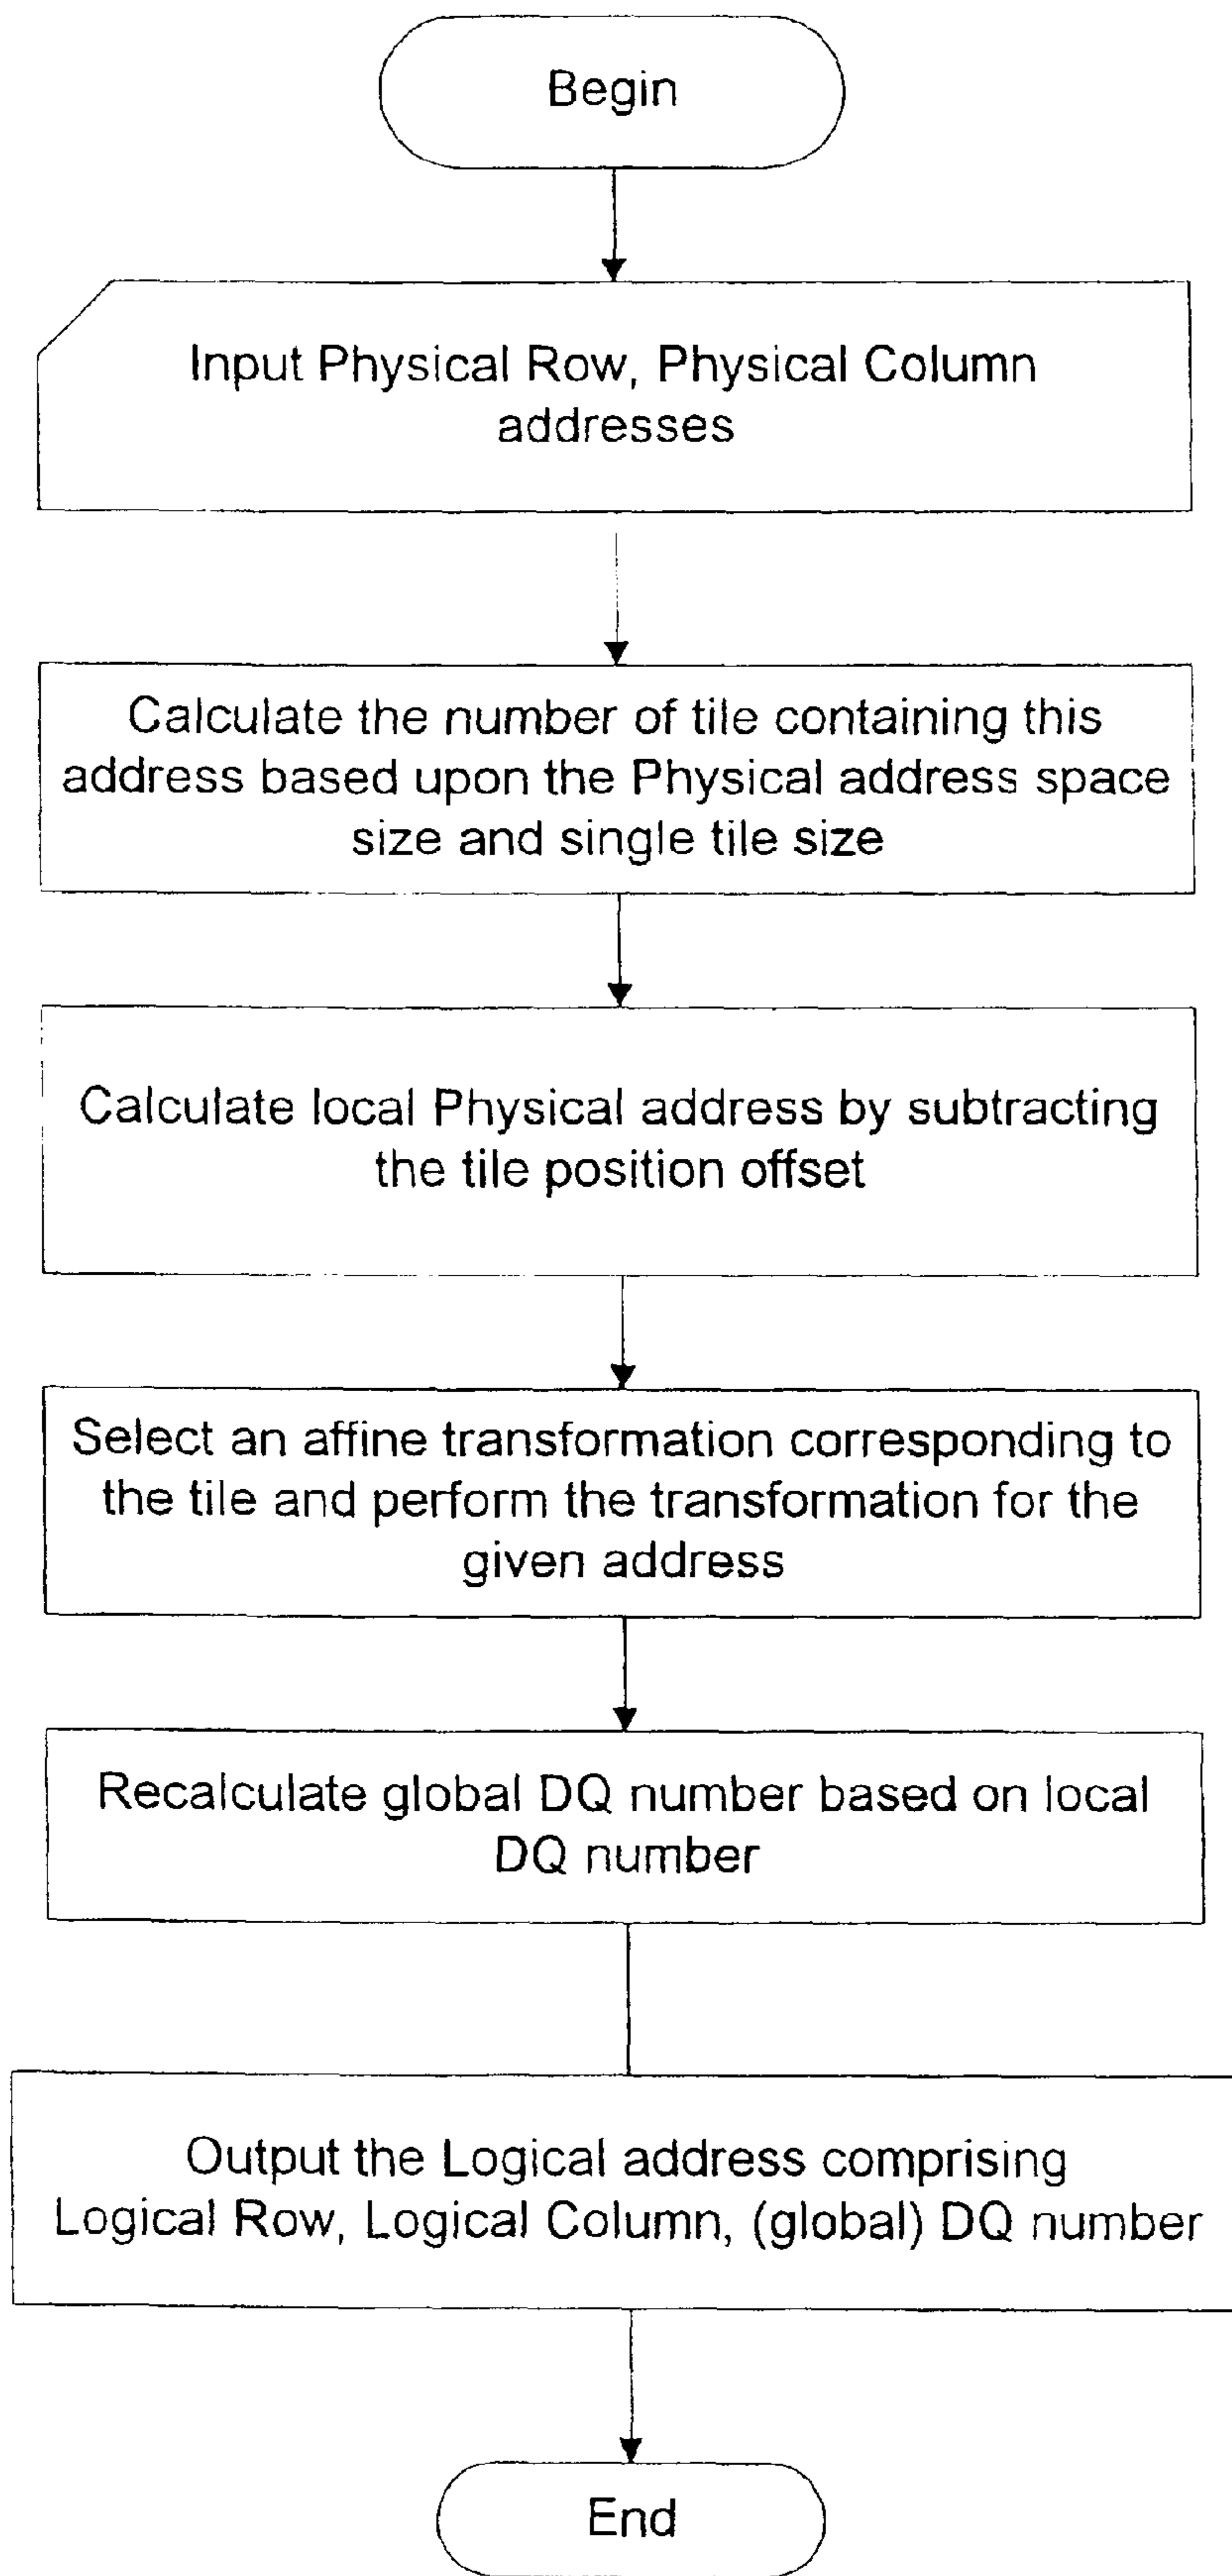 Begin
Input Physical Row, Physical Column
addresses
Calculate the number of tile containing this
address based upon the Physical address space
size and single tile size
Calculate local Physical address by subtracting
the tile position offset
Select an affine transformation corresponding to
the tile and perform the transformation for the
given address
Recalculate global DQ number based on local
DQ number
Output the Logical address comprising
Logical Row, Logical Column, (global) DQ number
End